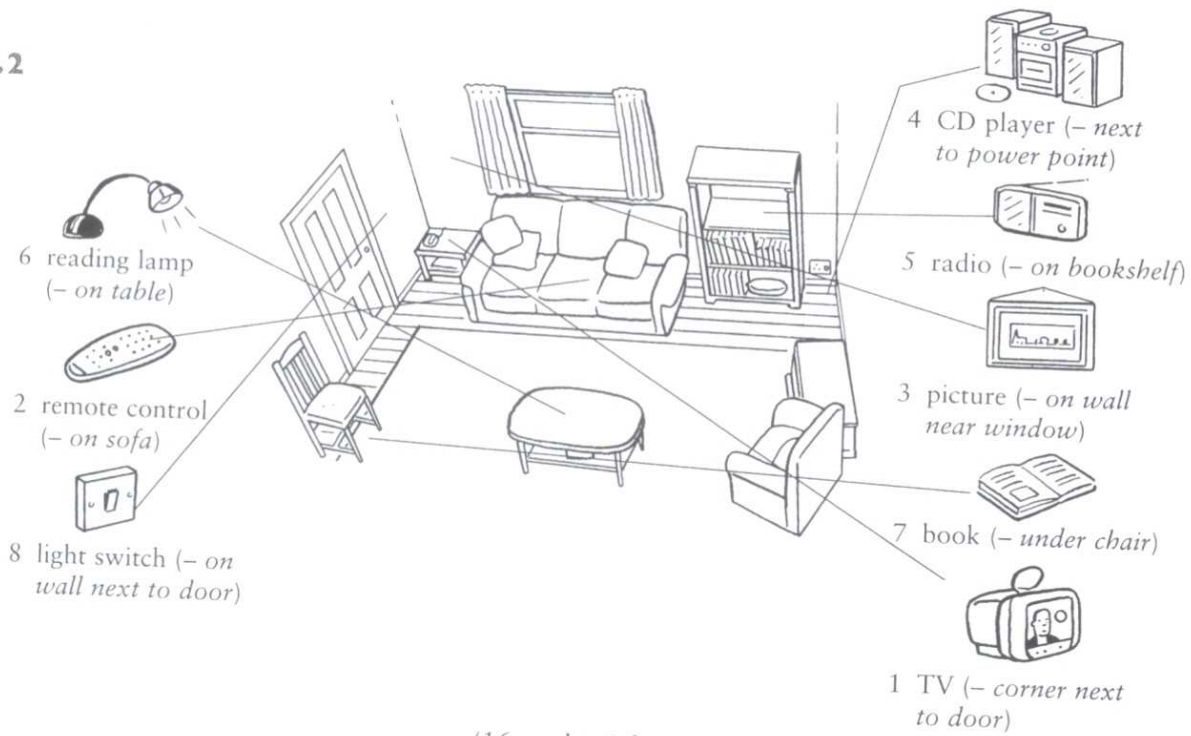 .2
4 CD player (– next
to power point)
6 reading lamp
(– on table)
5 radio (– on bookshelf)
2 remote control
(– on sofa)
3 picture (– on wall
near window)
8 light switch (– on
wall next to door)
7 book (– under chair)
1 TV (– corner next
to door)